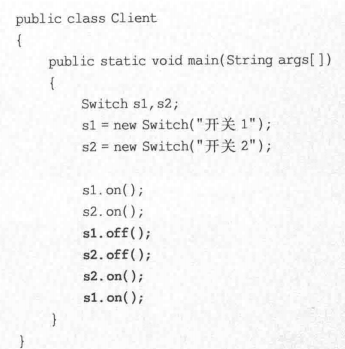 public class Client
{
    public static void main(String args[])
    {
        Switch s1,s2;
        s1 = new Switch("开关 1");
        s2 = new Switch("开关 2");

        s1.on();
        s2.on();
        s1.off();
        s2.off();
        s2.on();
        s1.on();
    }
}